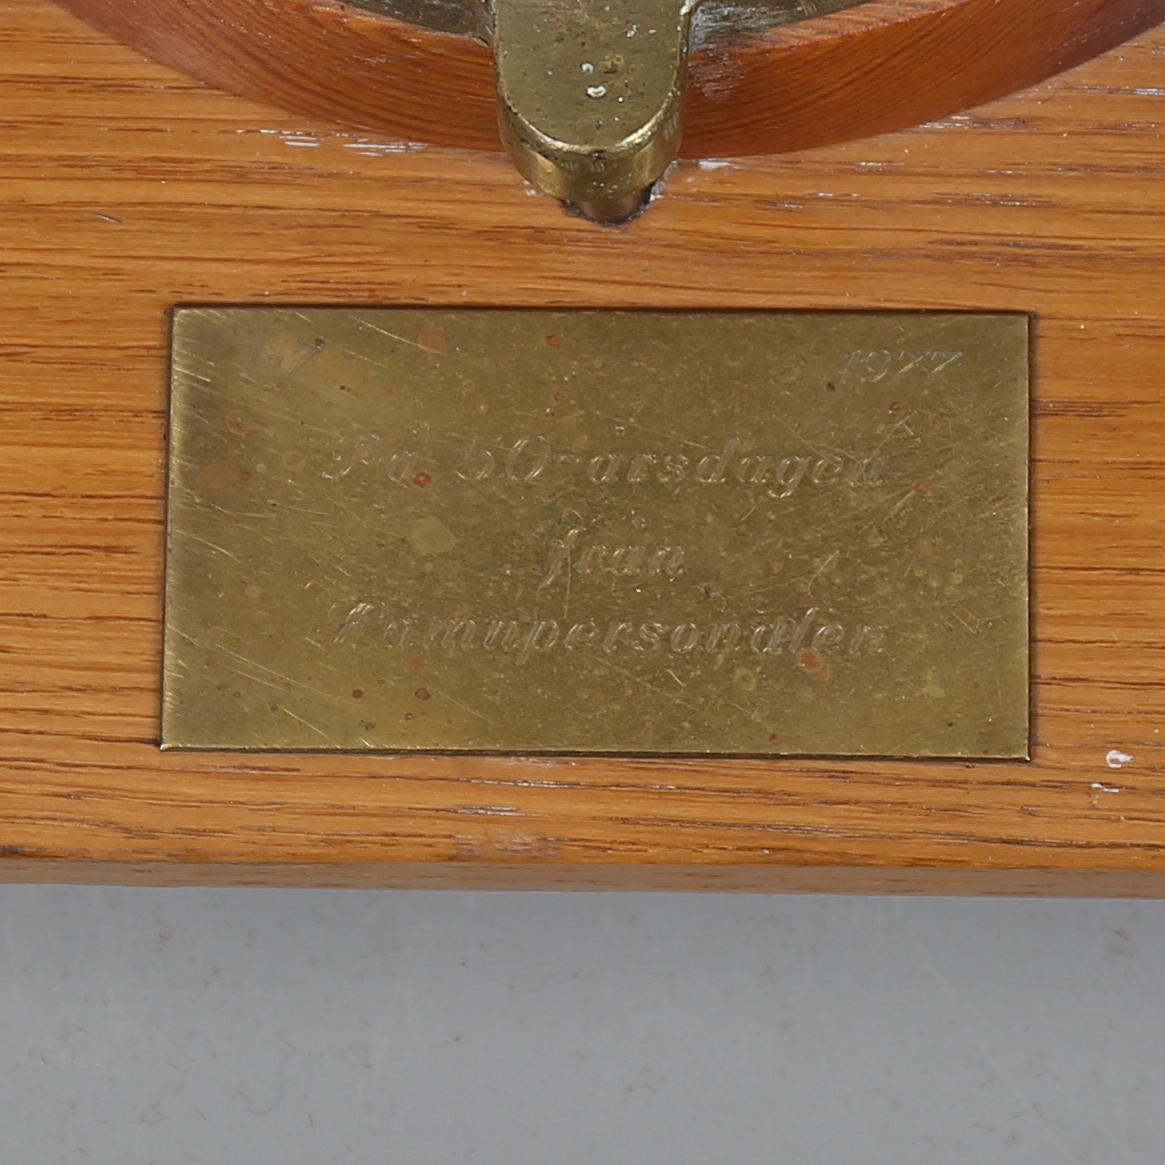 1-7 1977
På 50-årsdagen
från
Hamnpersonalen